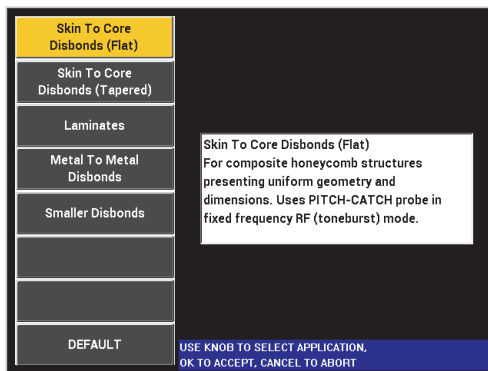 Skin To Core
Disbonds (Flat)
Skin To Core
Disbonds (Tapered)
Laminates
Metal To Metal
Disbonds
Smaller Disbonds
DEFAULT
Skin To Core Disbonds (Flat)
For composite honeycomb structures
presenting uniform geometry and
dimensions. Uses PITCH-CATCH probe in
fixed frequency RF (toneburst) mode.
USE KNOB TO SELECT APPLICATION,
OK TO ACCEPT, CANCEL TO ABORT